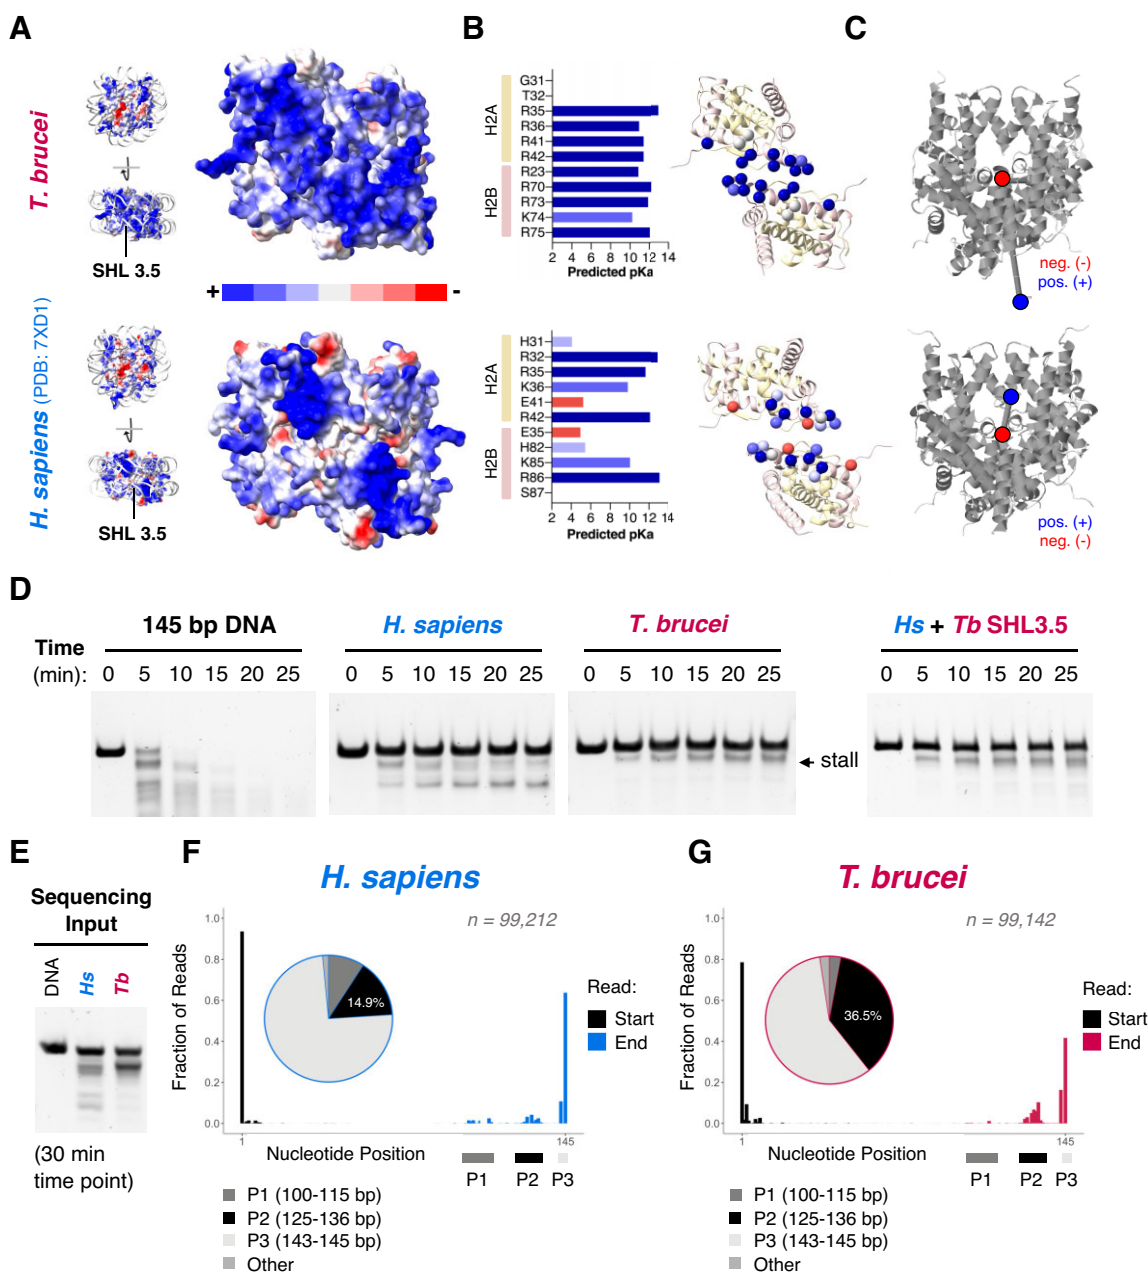 A
B
C
T. brucei
SHL 3.5
H2A
H2B
G31
T32
R35
R36
R41
R42
R23
R70
R73
K74
R75
2 4 6 8 10 12 14
Predicted pKa
neg. (-)
pos. (+)
+ -
H. sapiens (PDB: 7XD1)
SHL 3.5
H2A
H2B
H31
R32
R35
K36
E41
R42
E35
H82
K85
R86
S87
2 4 6 8 10 12 14
Predicted pKa
pos. (+)
neg. (-)
D
145 bp DNA
H. sapiens
T. brucei
Hs + Tb SHL3.5
Time
(min):
0 5 10 15 20 25
0 5 10 15 20 25
0 5 10 15 20 25
0 5 10 15 20 25
stall
E
Sequencing
Input
DNA
Hs
Tb
(30 min
time point)
F
H. sapiens
n = 99,212
Fraction of Reads
1.0
0.8
0.6
0.4
0.2
0.0
14.9%
Read:
Start
End
1
145
Nucleotide Position
P1 P2 P3
P1 (100-115 bp)
P2 (125-136 bp)
P3 (143-145 bp)
Other
G
T. brucei
n = 99,142
Fraction of Reads
1.0
0.8
0.6
0.4
0.2
0.0
36.5%
Read:
Start
End
1
145
Nucleotide Position
P1 P2 P3
P1 (100-115 bp)
P2 (125-136 bp)
P3 (143-145 bp)
Other